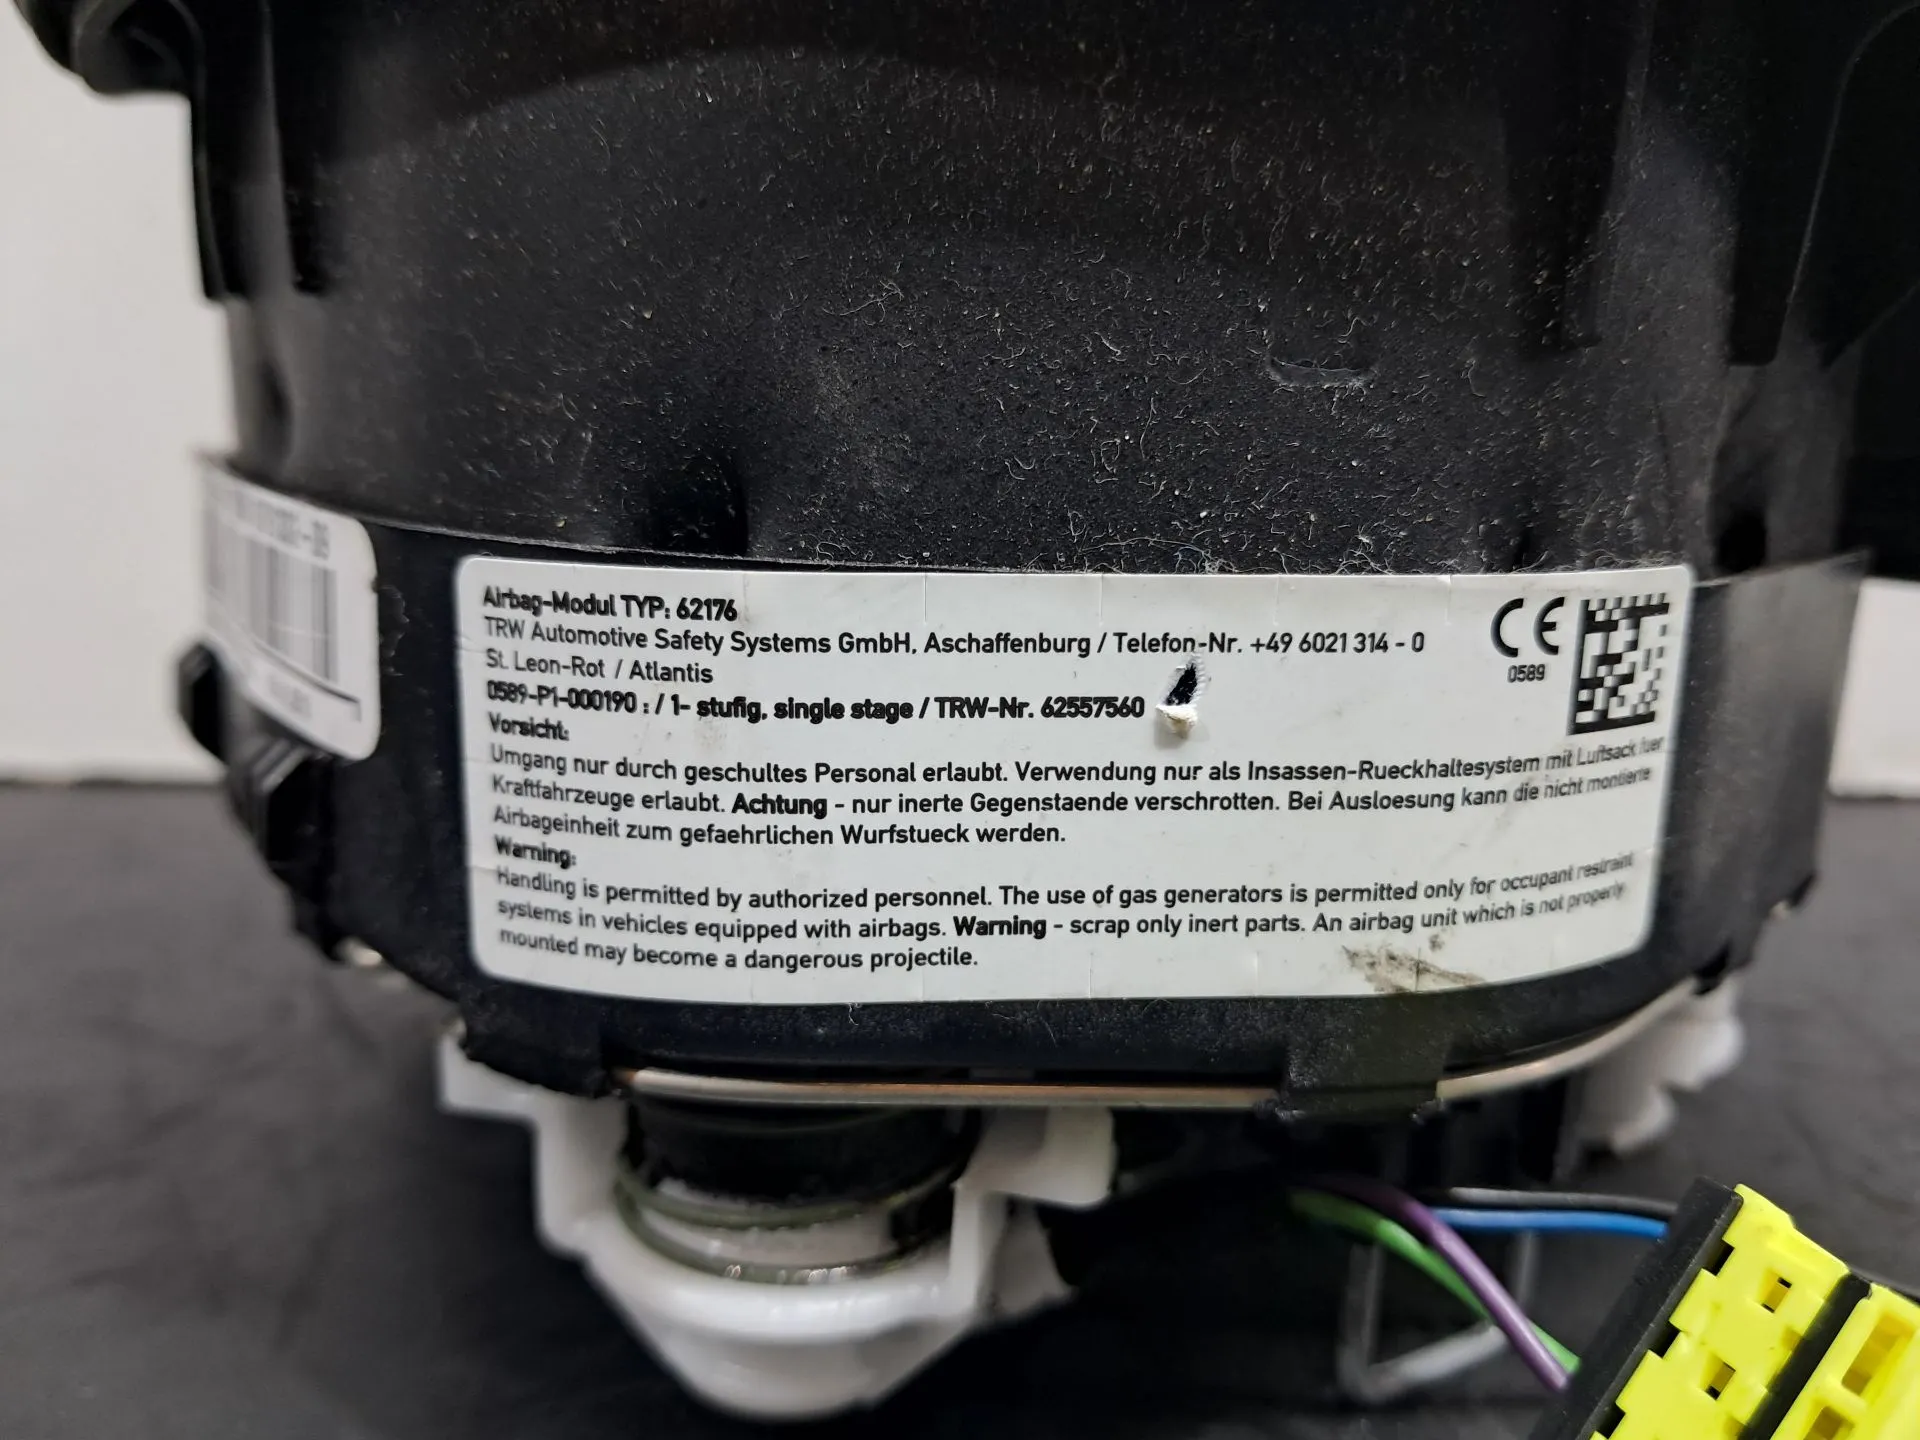 Airbag-Modul TYP: 62176
TRW Automotive Safety Systems GmbH, Aschaffenburg / Telefon-Nr. +49 6021 314 - 0
St. Leon-Rot / Atlantis
0589-P1-000190 : / 1- stufig, single stage / TRW-Nr. 62557560
Vorsicht:
Umgang nur durch geschultes Personal erlaubt. Verwendung nur als Insassen-Rueckhaltesystem mit Luftsack fuer
Kraftfahrzeuge erlaubt. Achtung - nur inerte Gegenstaende verschrotten. Bei Ausloesung kann die nicht montierte
Airbageinheit zum gefaehrlichen Wurfstueck werden.
Warning:
Handling is permitted by authorized personnel. The use of gas generators is permitted only for occupant restraint
systems in vehicles equipped with airbags. Warning - scrap only inert parts. An airbag unit which is not properly
mounted may become a dangerous projectile.
CE
0589